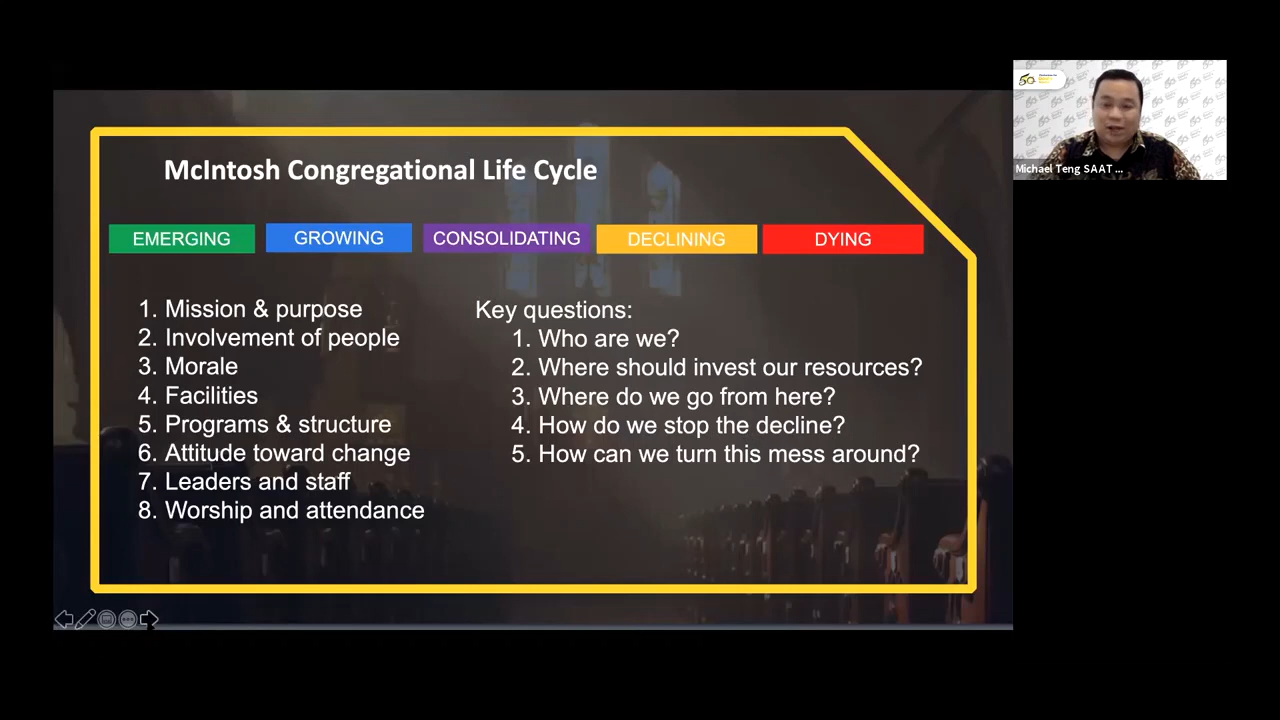 McIntosh Congregational Life Cycle
EMERGING
GROWING
CONSOLIDATING
DECLINING
DYING
1. Mission & purpose
2. Involvement of people
3. Morale
4. Facilities
5. Programs & structure
6. Attitude toward change
7. Leaders and staff
8. Worship and attendance
Key questions:
1. Who are we?
2. Where should invest our resources?
3. Where do we go from here?
4. How do we stop the decline?
5. How can we turn this mess around?
50
Michael Teng SAAT ...